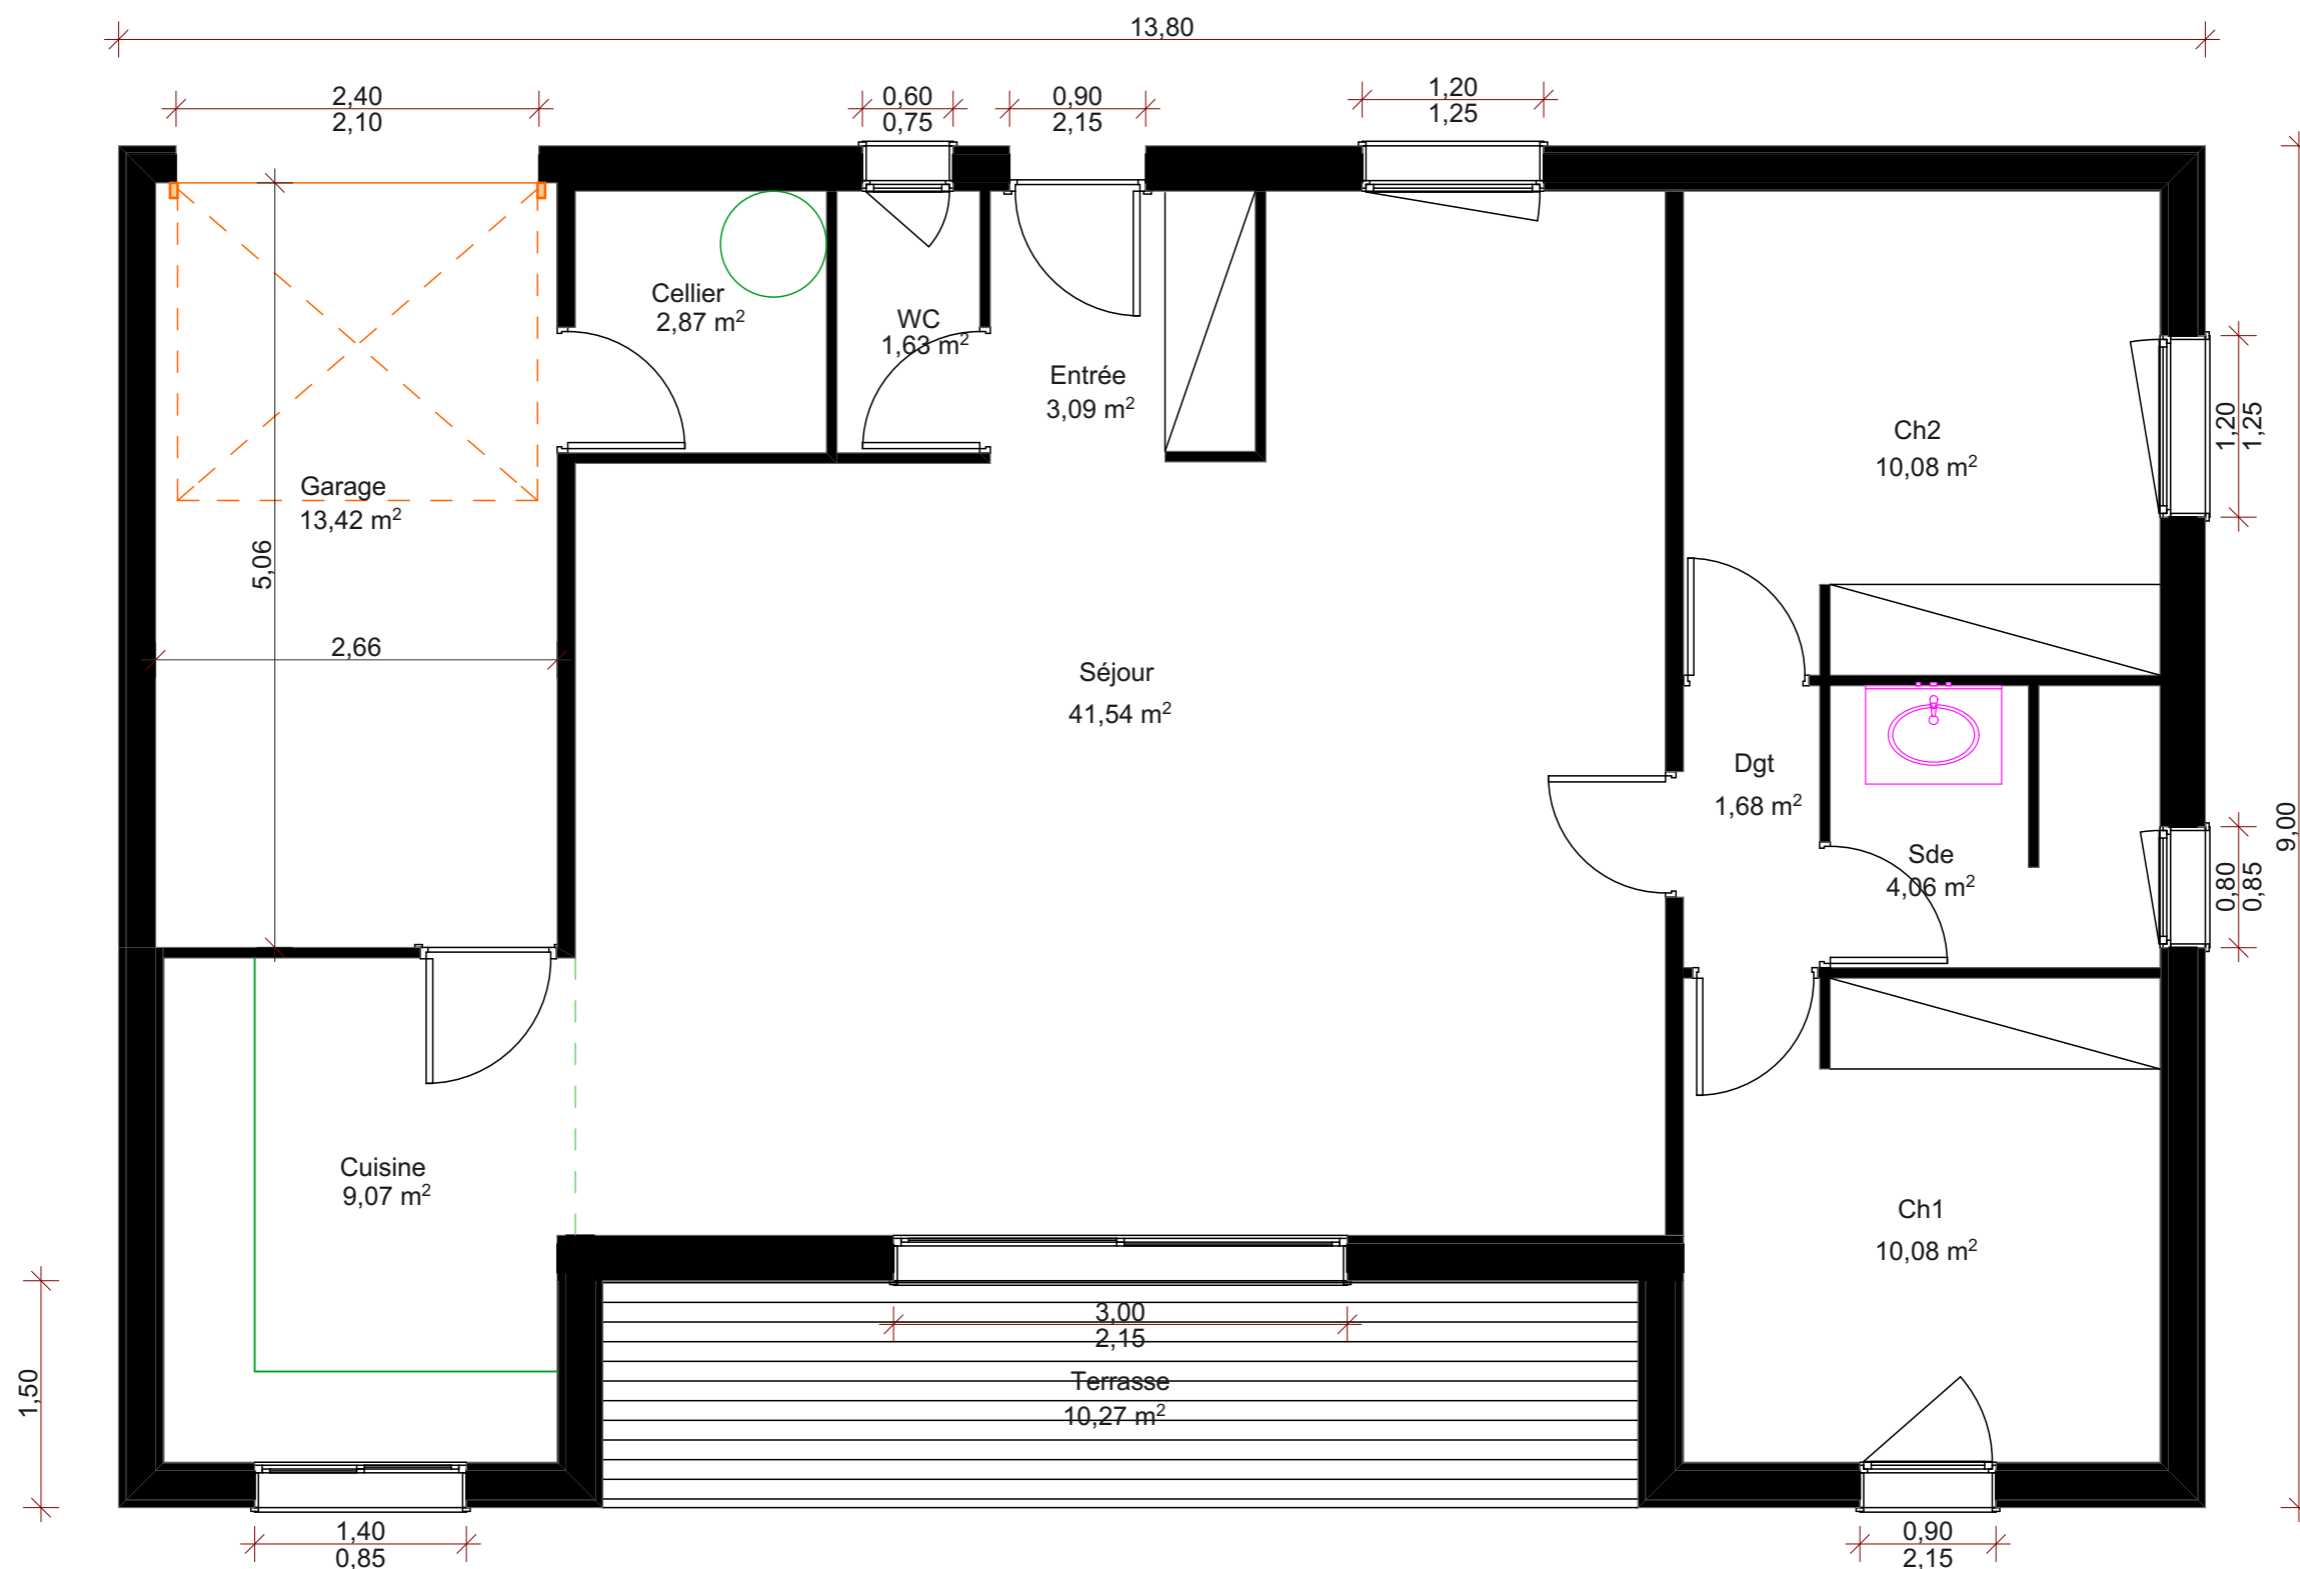 13,80
2,40
2,10
0,60
0,75
0,90
2,15
1,20
1,25
Cellier
2,87 m²
WC
1,63 m²
Entrée
3,09 m²
Ch2
10,08 m²
1,20
1,25
Garage
13,42 m²
5,06
2,66
Séjour
41,54 m²
Dgt
1,68 m²
Sde
4,06 m²
0,80
0,85
9,00
Cuisine
9,07 m²
Ch1
10,08 m²
3,00
2,15
Terrasse
10,27 m²
1,50
1,40
0,85
0,90
2,15